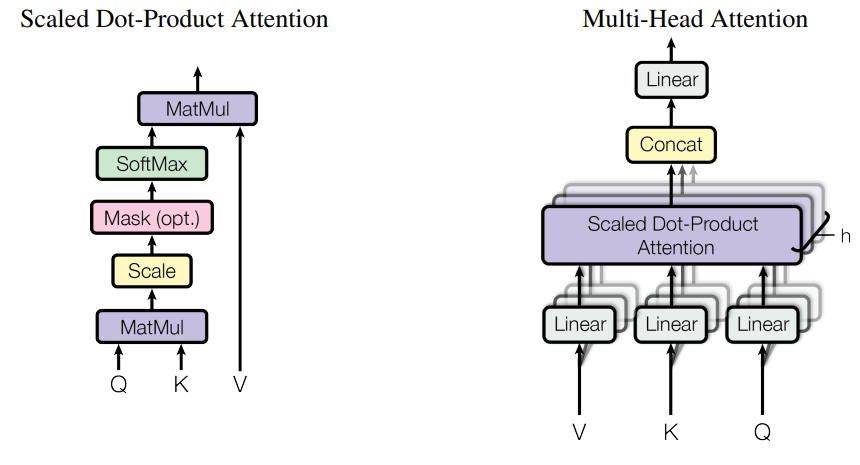 Scaled Dot-Product Attention
MatMul
SoftMax
Mask (opt.)
Scale
MatMul
Q K V
Multi-Head Attention
Linear
Concat
Scaled Dot-Product
Attention
h
Linear Linear Linear
V K Q